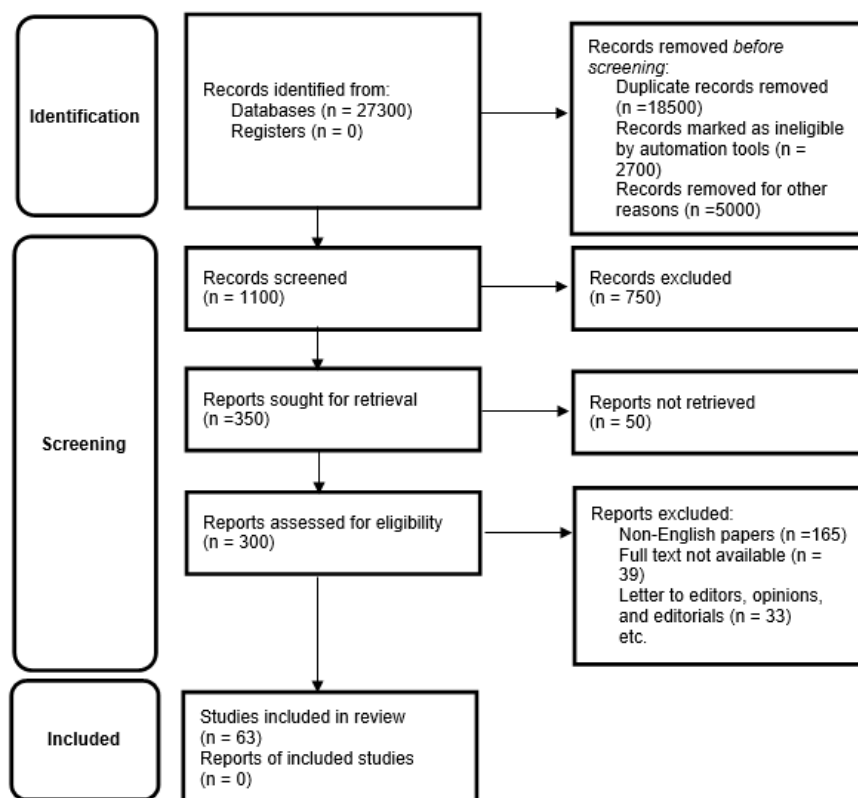 Identification
Records identified from:
Databases (n = 27300)
Registers (n = 0)
Records removed before
screening:
Duplicate records removed
(n =18500)
Records marked as ineligible
by automation tools (n =
2700)
Records removed for other
reasons (n =5000)
Screening
Records screened
(n = 1100)
Records excluded
(n = 750)
Reports sought for retrieval
(n =350)
Reports not retrieved
(n = 50)
Reports assessed for eligibility
(n = 300)
Reports excluded:
Non-English papers (n =165)
Full text not available (n =
39)
Letter to editors, opinions,
and editorials (n = 33)
etc.
Included
Studies included in review
(n = 63)
Reports of included studies
(n = 0)